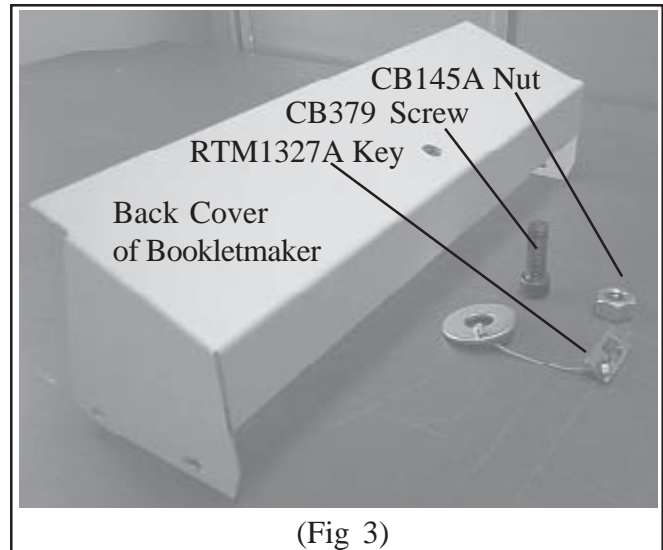 CB145A Nut
CB379 Screw
RTM1327A Key
Back Cover
of Bookletmaker
(Fig 3)